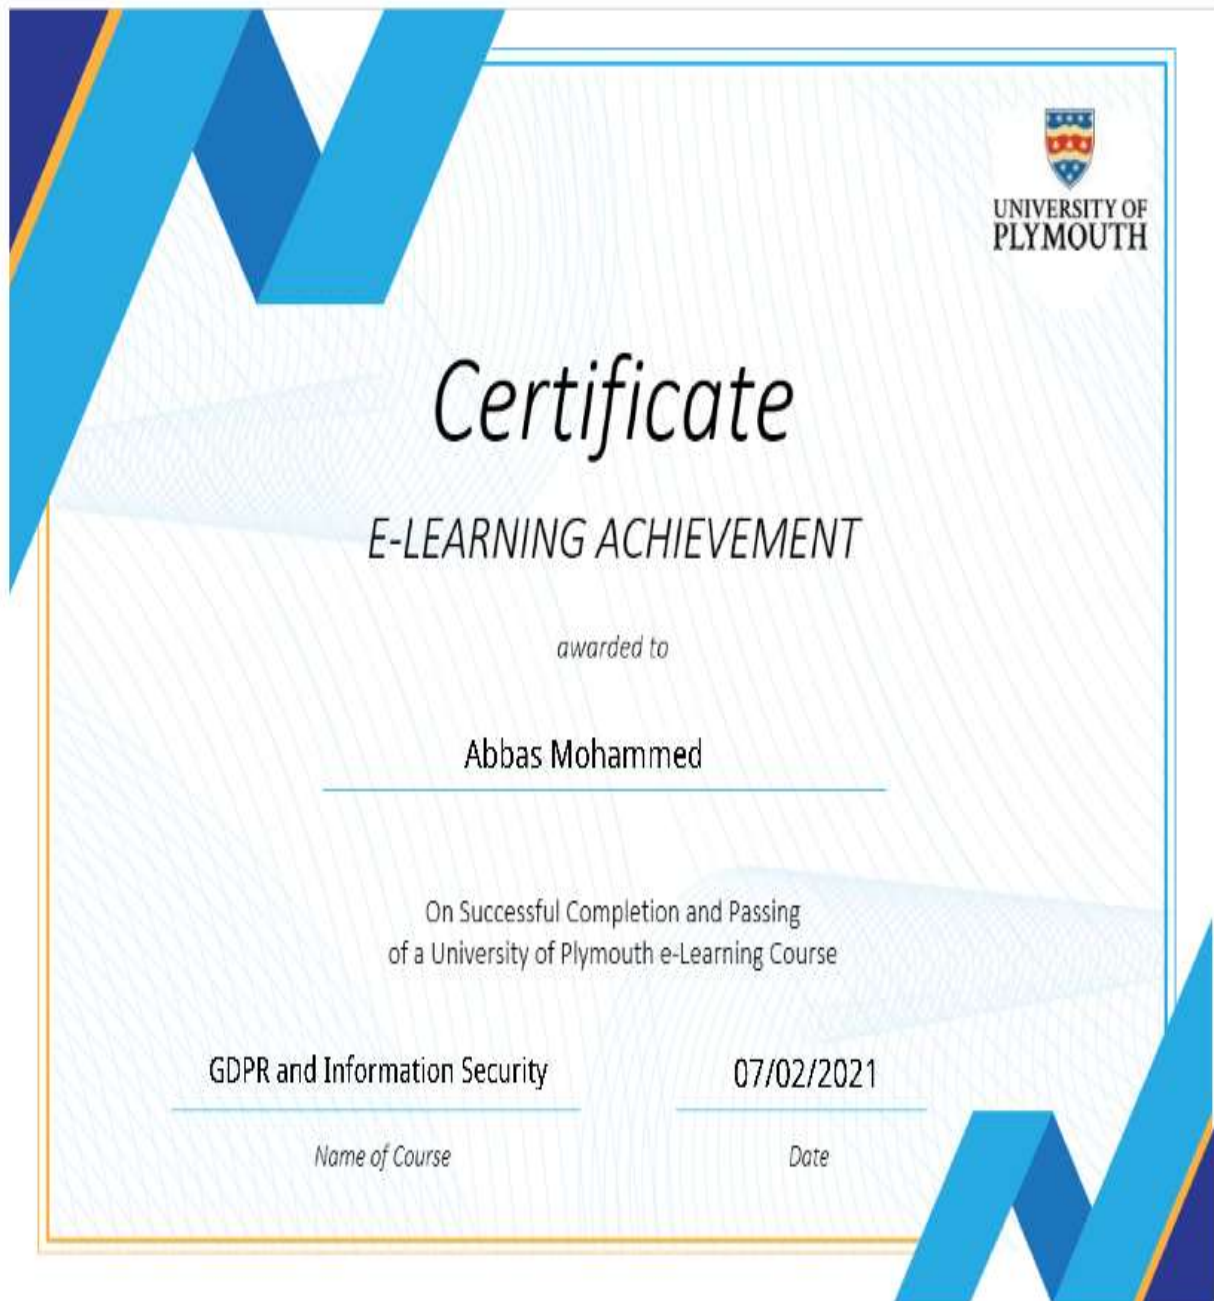 UNIVERSITY OF
PLYMOUTH
Certificate
E-LEARNING ACHIEVEMENT
awarded to
Abbas Mohammed
On Successful Completion and Passing
of a University of Plymouth e-Learning Course
GDPR and Information Security 07/02/2021
Name of Course Date